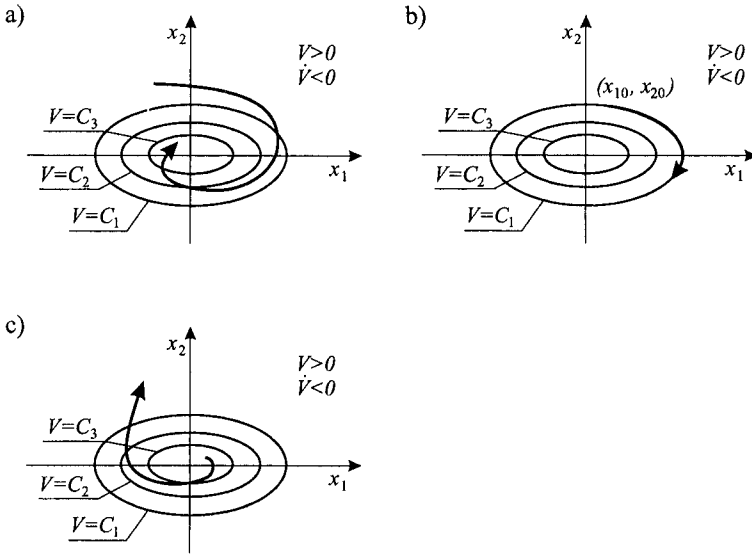 a)
x₂
V>0
V̇<0
V=C₃
V=C₂
V=C₁
x₁
b)
x₂
V>0
V̇<0
(x₁₀, x₂₀)
V=C₃
V=C₂
V=C₁
x₁
c)
x₂
V>0
V̇<0
V=C₃
V=C₂
V=C₁
x₁